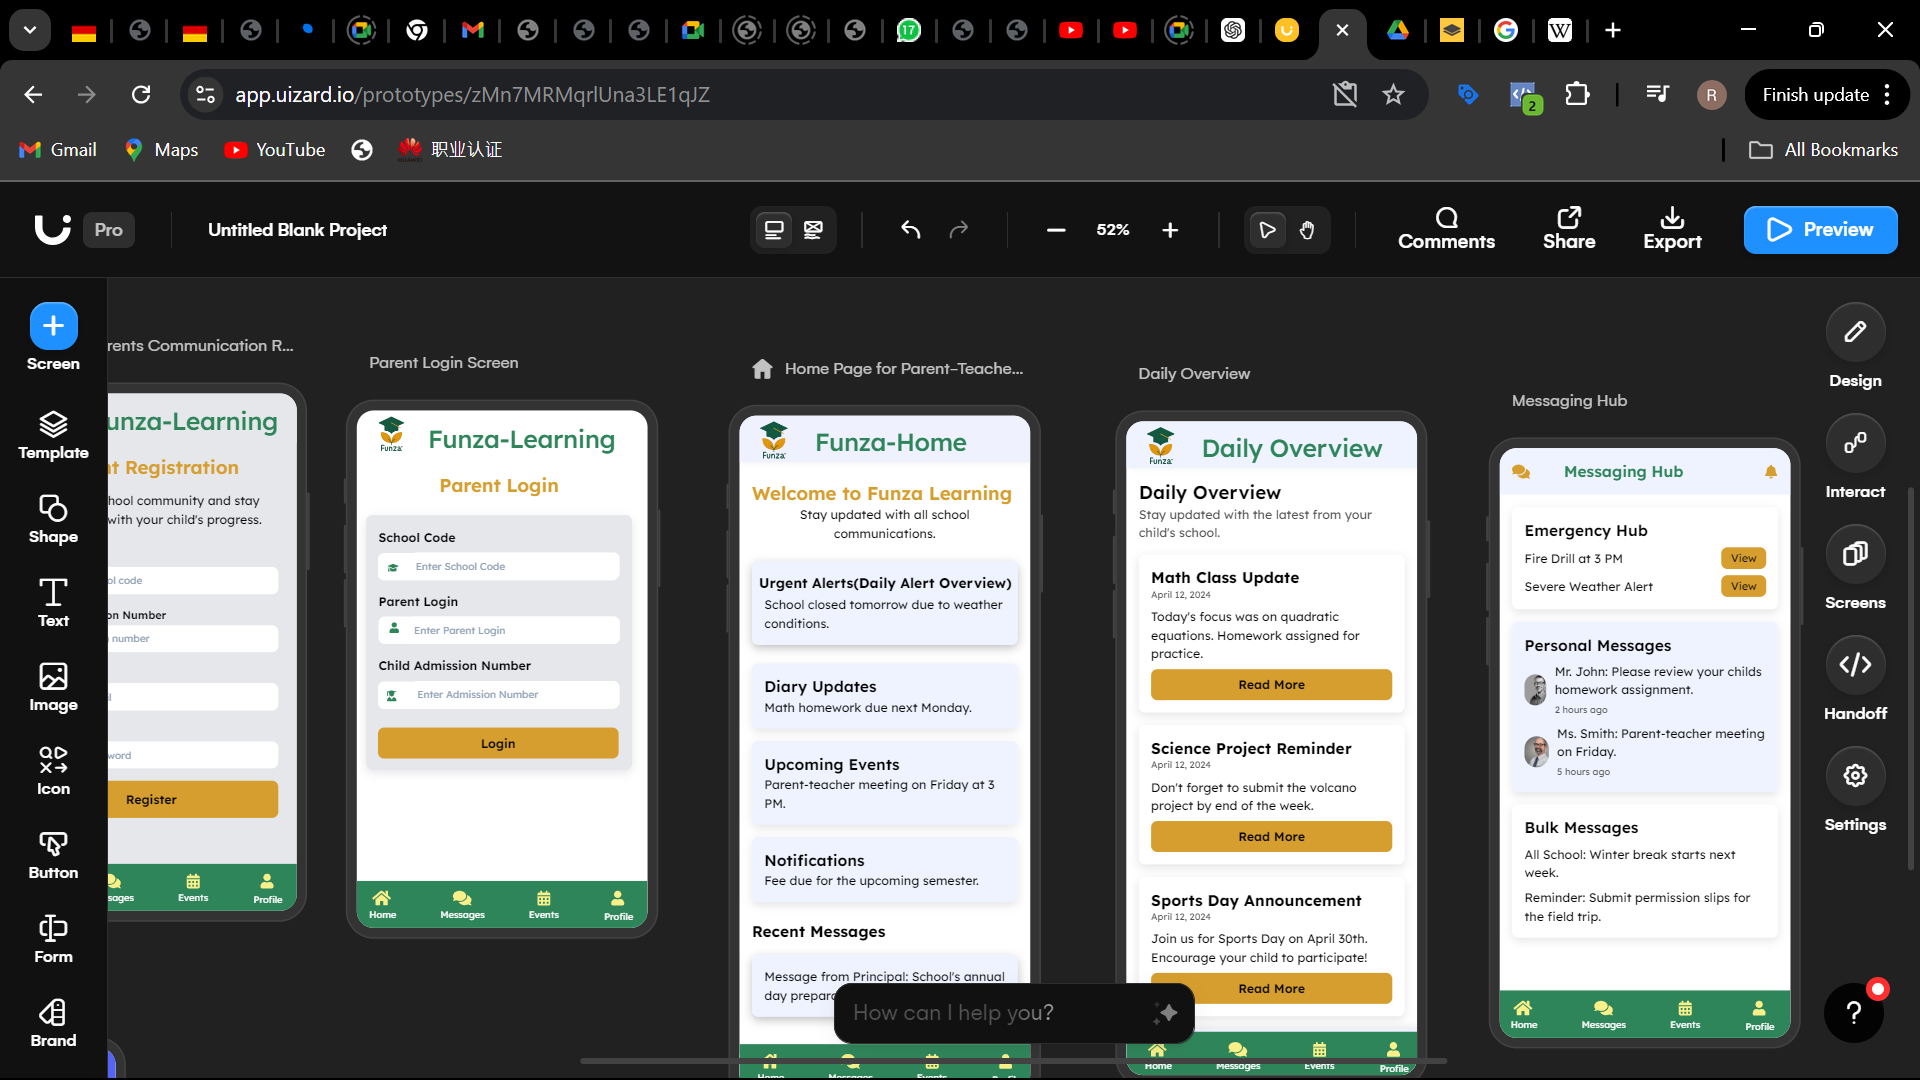 17
app.uizard.io/prototypes/zMn7MRMqrlUna3LE1qJZ
2
R
Finish update
Gmail
Maps
YouTube
职业认证
All Bookmarks
Pro
Untitled Blank Project
52%
Comments
Share
Export
Preview
Screen
Template
Shape
Text
Image
Icon
Button
Form
Brand
rents Communication R...
unza-Learning
nt Registration
hool community and stay
with your child's progress.
ol code
on Number
number
word
Register
sages
Events
Profile
Parent Login Screen
Funza
Funza-Learning
Parent Login
School Code
Enter School Code
Parent Login
Enter Parent Login
Child Admission Number
Enter Admission Number
Login
Home
Messages
Events
Profile
Home Page for Parent-Teache...
Funza
Funza-Home
Welcome to Funza Learning
Stay updated with all school
communications.
Urgent Alerts(Daily Alert Overview)
School closed tomorrow due to weather
conditions.
Diary Updates
Math homework due next Monday.
Upcoming Events
Parent-teacher meeting on Friday at 3
PM.
Notifications
Fee due for the upcoming semester.
Recent Messages
Message from Principal: School's annual
day prepar
Home
Messages
Events
How can I help you?
Daily Overview
Funza
Daily Overview
Daily Overview
Stay updated with the latest from your
child's school.
Math Class Update
April 12, 2024
Today's focus was on quadratic
equations. Homework assigned for
practice.
Read More
Science Project Reminder
April 12, 2024
Don't forget to submit the volcano
project by end of the week.
Read More
Sports Day Announcement
April 12, 2024
Join us for Sports Day on April 30th.
Encourage your child to participate!
Read More
Home
Messages
Events
Profile
Messaging Hub
Messaging Hub
Emergency Hub
Fire Drill at 3 PM
View
Severe Weather Alert
View
Personal Messages
Mr. John: Please review your childs
homework assignment.
2 hours ago
Ms. Smith: Parent-teacher meeting
on Friday.
5 hours ago
Bulk Messages
All School: Winter break starts next
week.
Reminder: Submit permission slips for
the field trip.
Home
Messages
Events
Profile
Design
Interact
Screens
Handoff
Settings
?